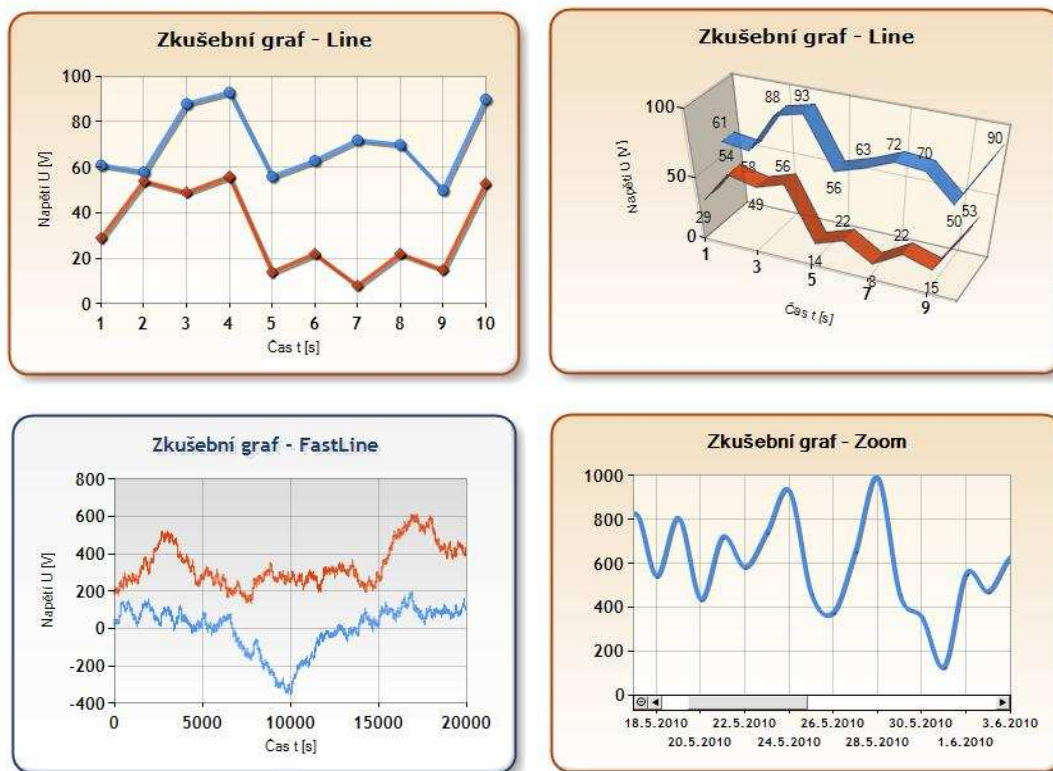 Zkušební graf - Line
Napětí U [V]
100
80
60
40
20
0
1 2 3 4 5 6 7 8 9 10
Čas t [s]
Zkušební graf - Line
Napětí U [V]
100
50
0
61
88
93
56
63
72
70
50
90
29
54
58
49
56
14
22
8
22
15
53
1 3 5 7 9
Čas t [s]
Zkušební graf - FastLine
Napětí U [V]
800
600
400
200
0
-200
-400
0 5000 10000 15000 20000
Čas t [s]
Zkušební graf - Zoom
1000
800
600
400
200
0
18.5.2010 22.5.2010 26.5.2010 30.5.2010 3.6.2010
20.5.2010 24.5.2010 28.5.2010 1.6.2010